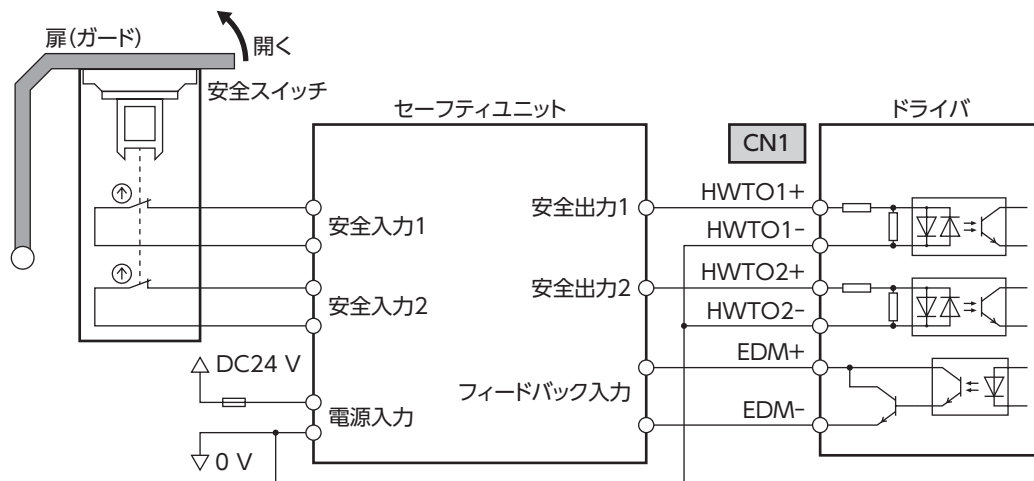 扉（ガード）
開く
安全スイッチ
セーフティユニット
ドライバ
CN1
HWTO1+
安全出力1
安全入力1
HWTO1-
HWTO2+
安全出力2
安全入力2
HWTO2-
EDM+
DC24 V
フィードバック入力
電源入力
EDM-
0 V